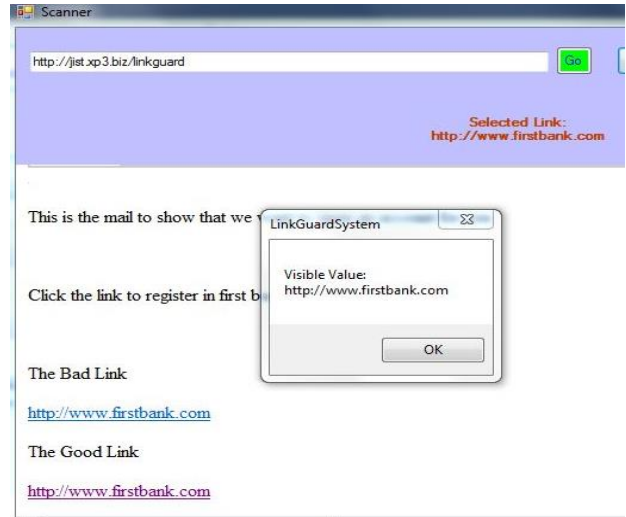 Scanner
http://jist.xp3.biz/linkguard
Go
Selected Link:
http://www.firstbank.com
This is the mail to show that we
LinkGuardSystem
Visible Value:
http://www.firstbank.com
OK
Click the link to register in first b
The Bad Link
http://www.firstbank.com
The Good Link
http://www.firstbank.com